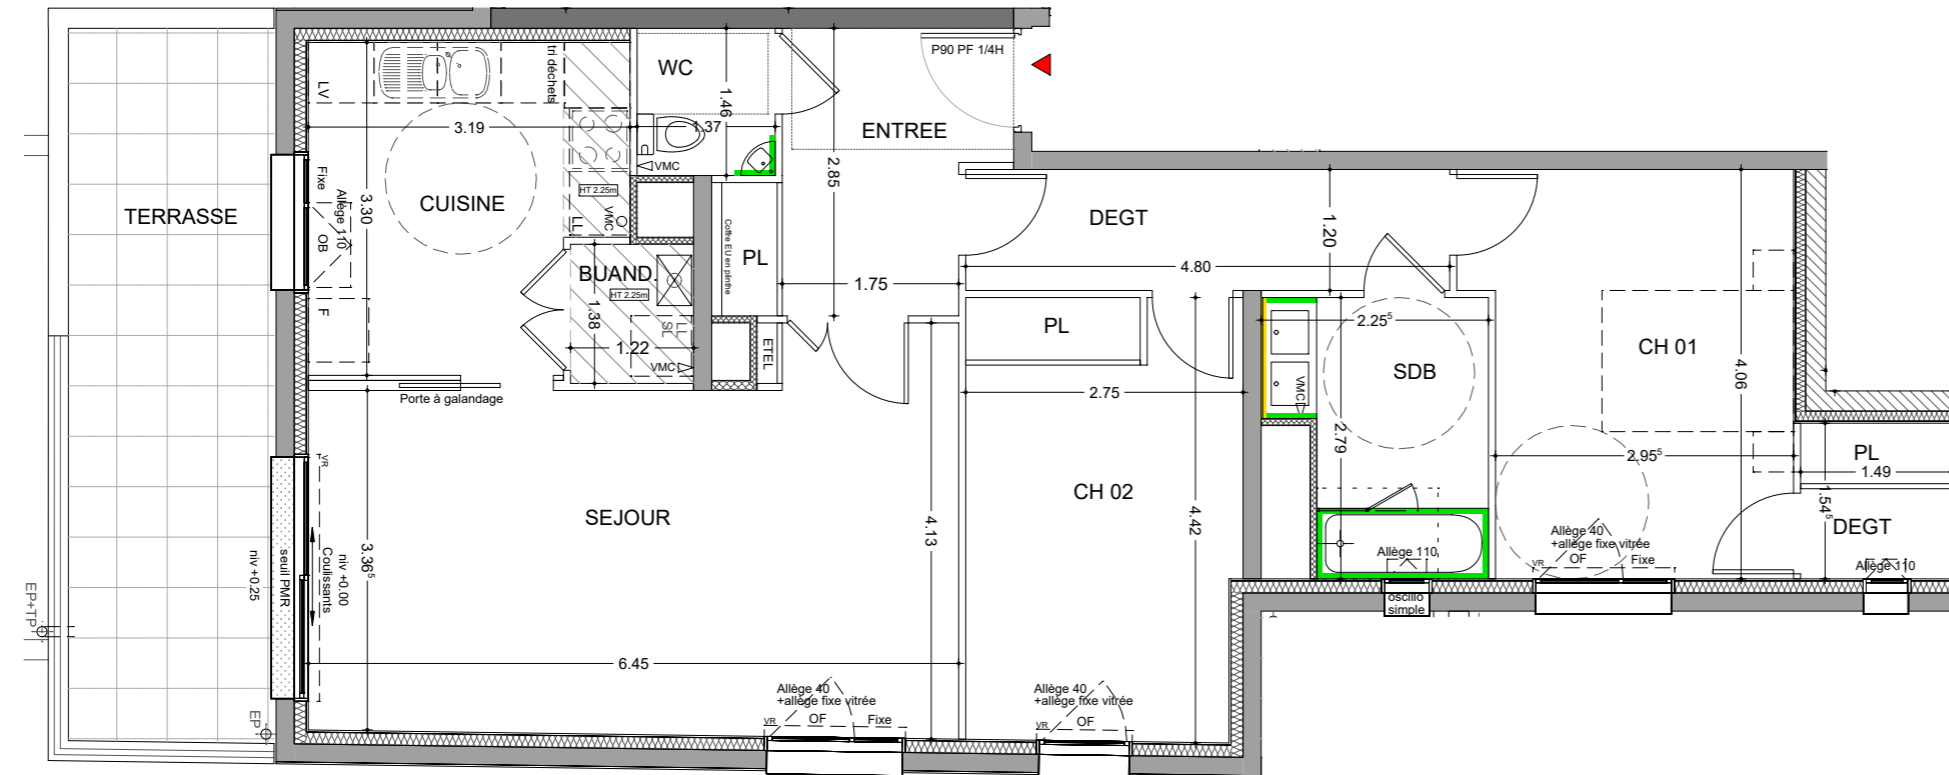 P90 PF 1/4H
WC
tri déchets
LV
1.46
3.19
1.37
ENTREE
VMC
2.85
Fixe
Allège 110
OB
3.30
HT 2.25m
CUISINE
TERRASSE
LL
VMC
Coffre EU en plinthe
DEGT
1.20
PL
4.80
BUAND.
HT 2.25m
1.75
F
1.38
LL
SL
PL
2.25⁵
1.22
ETEL
VMC
CH 01
SDB
4.06
Porte à galandage
2.75
VMC
2.79
PL
2.95⁵
1.49
1.54⁵
VR
CH 02
SEJOUR
4.13
4.42
DEGT
Allège 40
+allège fixe vitrée
VR
OF
Fixe
Allège 110
Allège 110
oscillo
simple
niv +0.25
seuil PMR
Coulissants
niv +0.00
3.36⁵
EP+TP
6.45
Allège 40
+allège fixe vitrée
VR
OF
Fixe
Allège 40
+allège fixe vitrée
VR
OF
EP